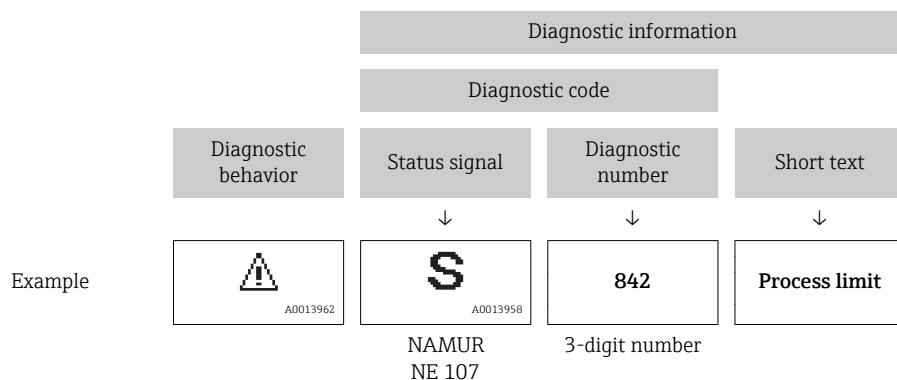 Diagnostic information
Diagnostic code
Diagnostic
behavior
Status signal
Diagnostic
number
Short text
↓ ↓ ↓
Example
A0013962
S
A0013958
842
Process limit
NAMUR
NE 107
3-digit number